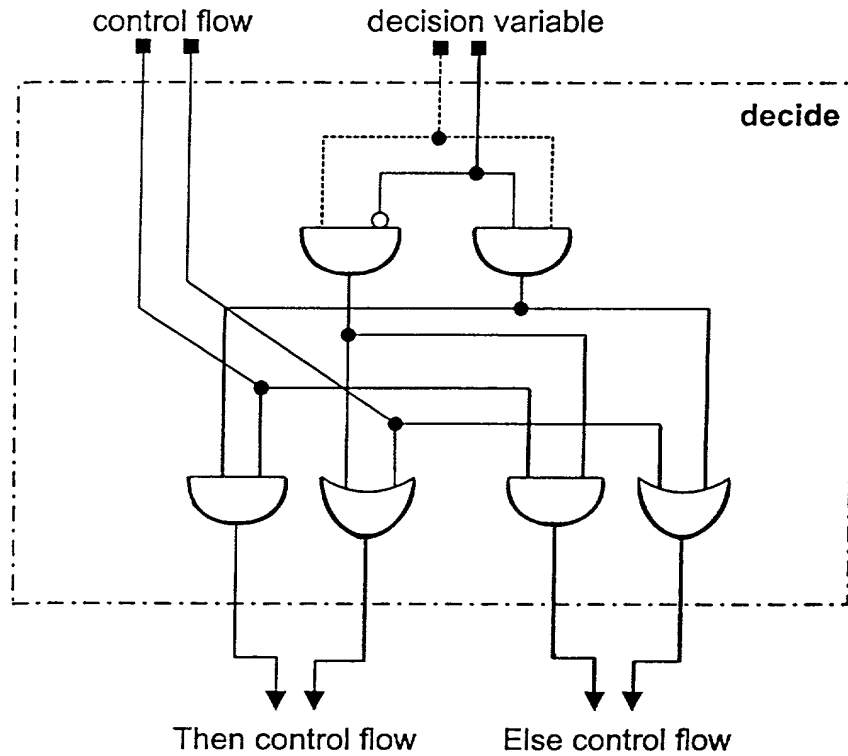 control flow
decision variable
decide
Then control flow
Else control flow